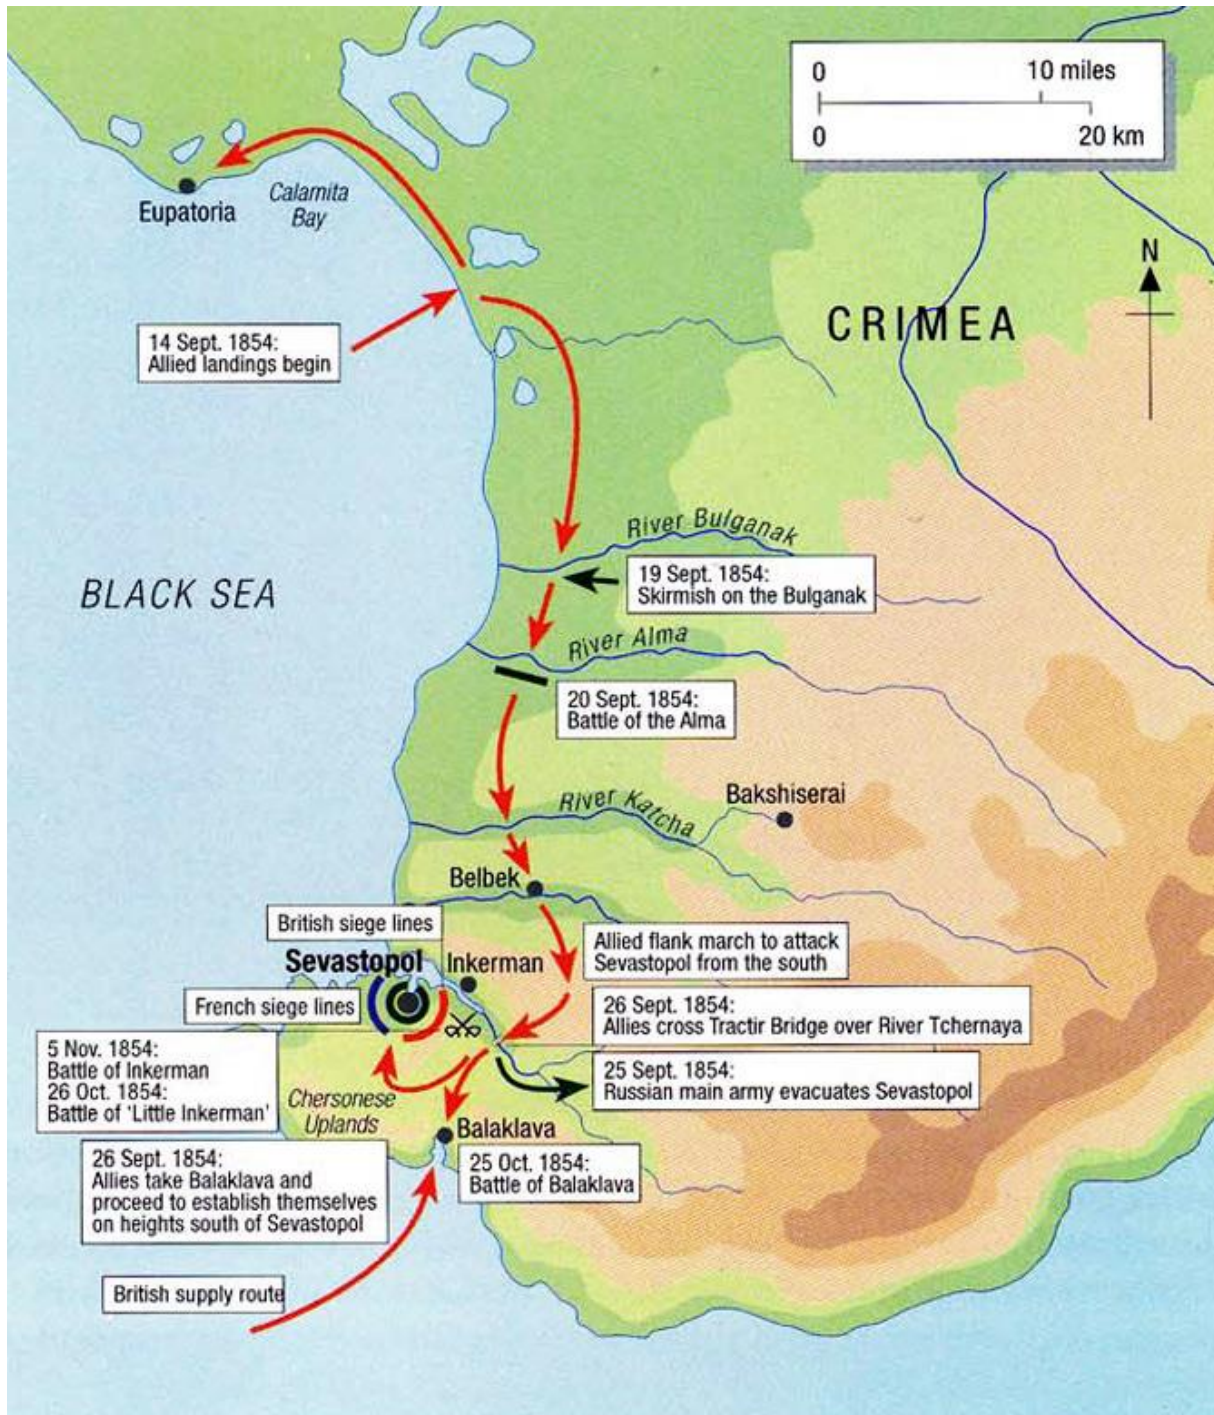 0 10 miles
0 20 km
Eupatoria
Calamita
Bay
N
CRIMEA
14 Sept. 1854:
Allied landings begin
River Bulganak
BLACK SEA
19 Sept. 1854:
Skirmish on the Bulganak
River Alma
20 Sept. 1854:
Battle of the Alma
Bakshiserai
River Katcha
Belbek
British siege lines
Allied flank march to attack
Sevastopol from the south
Sevastopol
Inkerman
French siege lines
26 Sept. 1854:
Allies cross Tractir Bridge over River Tchernaya
5 Nov. 1854:
Battle of Inkerman
26 Oct. 1854:
Battle of ‘Little Inkerman’
25 Sept. 1854:
Russian main army evacuates Sevastopol
Chersonese
Uplands
Balaklava
26 Sept. 1854:
Allies take Balaklava and
proceed to establish themselves
on heights south of Sevastopol
25 Oct. 1854:
Battle of Balaklava
British supply route